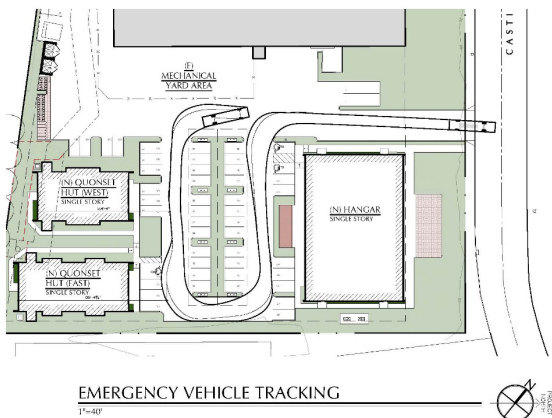 (E)
MECHANICAL
YARD AREA
CASTI
(N) QUONSET
HUT (WEST)
SINGLE STORY
(N) HANGAR
SINGLE STORY
(N) QUONSET
HUT (EAST)
SINGLE STORY
EMERGENCY VEHICLE TRACKING
1"=40'
N
PROJECT